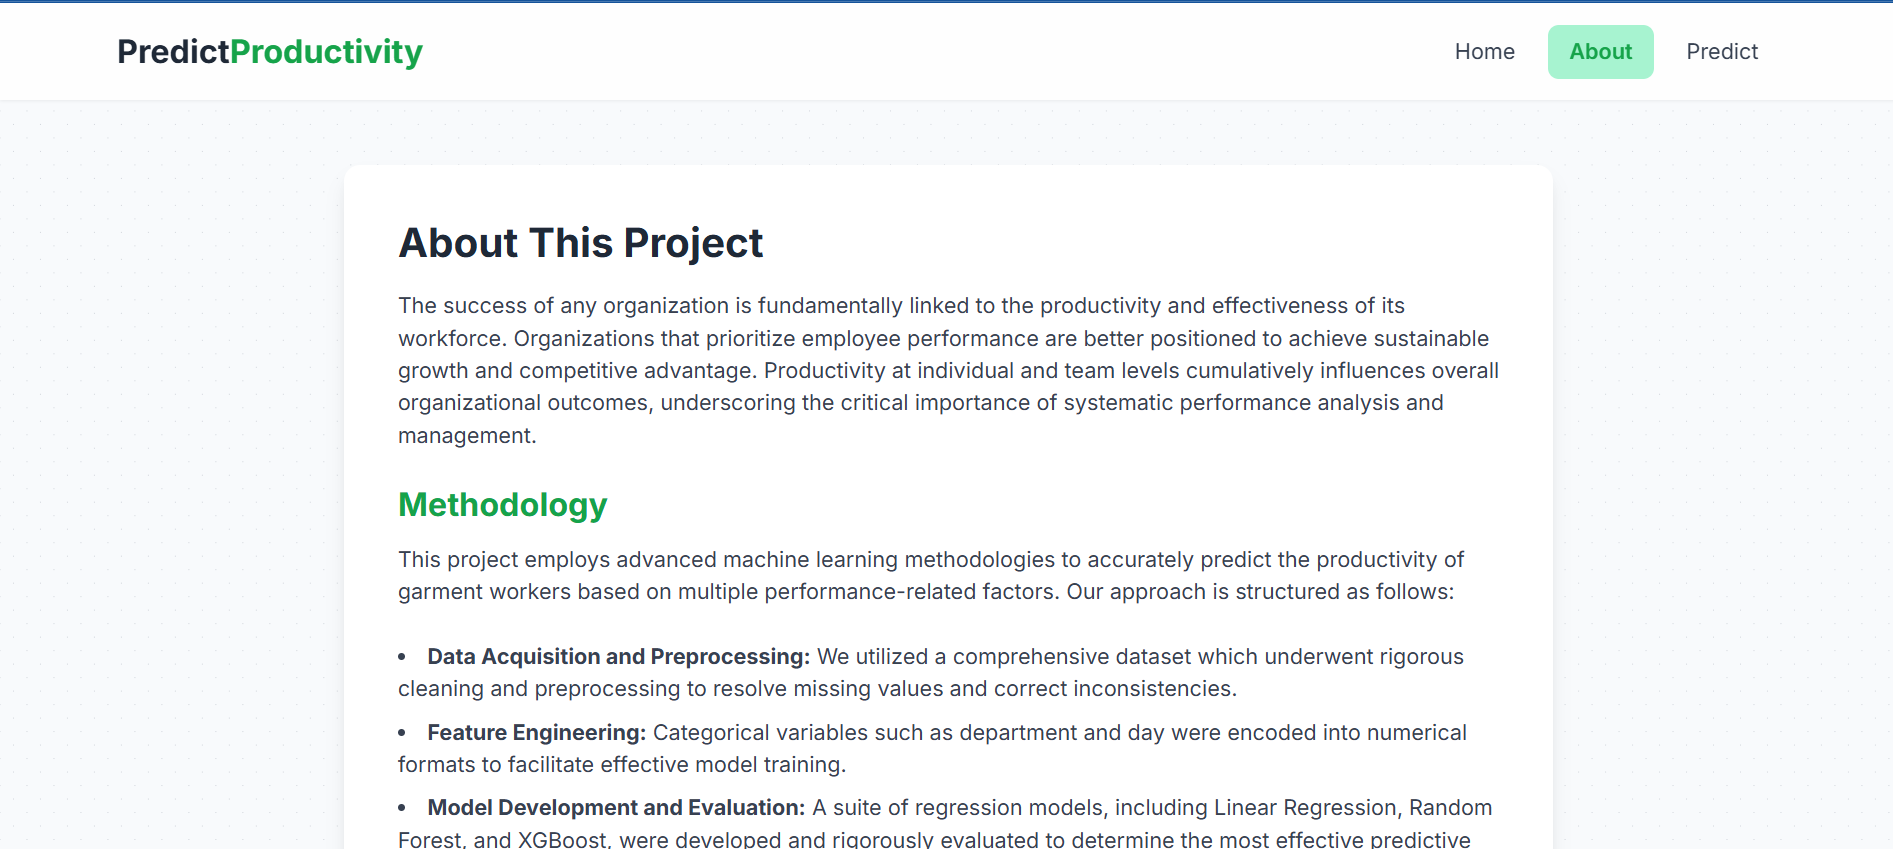 PredictProductivity
Home About Predict
About This Project
The success of any organization is fundamentally linked to the productivity and effectiveness of its
workforce. Organizations that prioritize employee performance are better positioned to achieve sustainable
growth and competitive advantage. Productivity at individual and team levels cumulatively influences overall
organizational outcomes, underscoring the critical importance of systematic performance analysis and
management.
Methodology
This project employs advanced machine learning methodologies to accurately predict the productivity of
garment workers based on multiple performance-related factors. Our approach is structured as follows:
• Data Acquisition and Preprocessing: We utilized a comprehensive dataset which underwent rigorous
cleaning and preprocessing to resolve missing values and correct inconsistencies.
• Feature Engineering: Categorical variables such as department and day were encoded into numerical
formats to facilitate effective model training.
• Model Development and Evaluation: A suite of regression models, including Linear Regression, Random
Forest, and XGBoost, were developed and rigorously evaluated to determine the most effective predictive